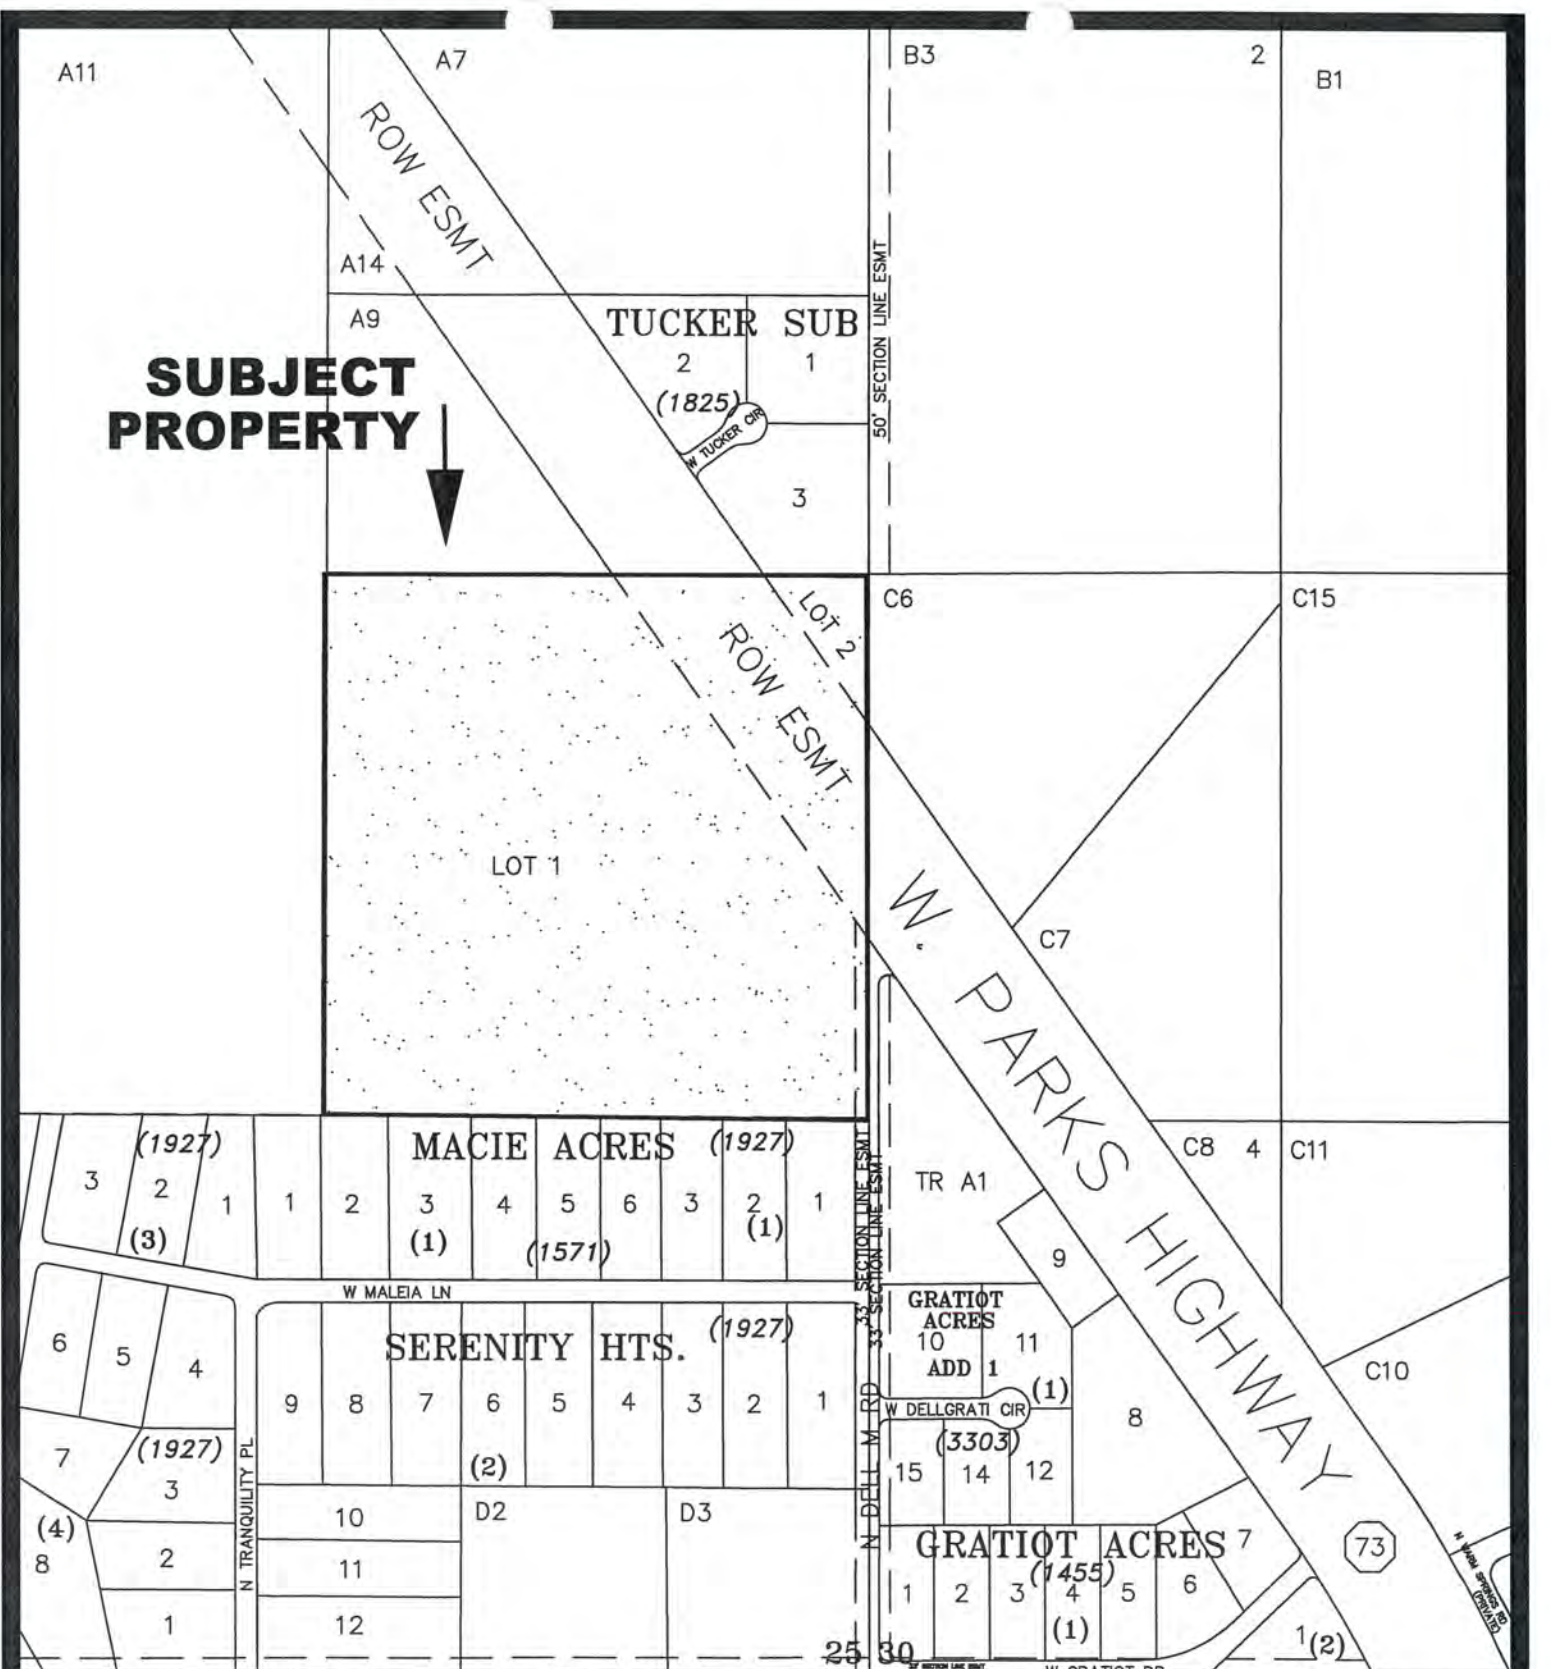 A11
A7
B3
2
B1
ROW ESMT
A14
50' SECTION LINE ESMT
A9
TUCKER SUB
2
1
(1825)
W TUCKER CIR
3
SUBJECT
PROPERTY
LOT 2
C6
C15
ROW ESMT
LOT 1
C7
W. PARKS HIGHWAY
MACIE ACRES
(1927)
(1927)
3
2
1
1
2
3
4
5
6
3
2
1
(3)
(1)
(1571)
(1)
33' SECTION LINE ESMT
33' SECTION LINE ESMT
TR A1
C8
4
C11
9
W MALEIA LN
SERENITY HTS.
(1927)
6
5
4
9
8
7
6
5
4
3
2
1
(2)
GRATIOT
ACRES
10
11
ADD 1
(1)
W DELLGRATI CIR
(3303)
15
14
12
8
C10
7
(1927)
3
(4)
8
2
1
N TRANQUILITY PL
10
11
12
D2
D3
N DELL M RD
GRATIOT ACRES
(1455)
7
1
2
3
4
5
6
(1)
73
N WARM SPRINGS RD
(PRIVATE)
1
(2)
25
30
W GRATIOT RD